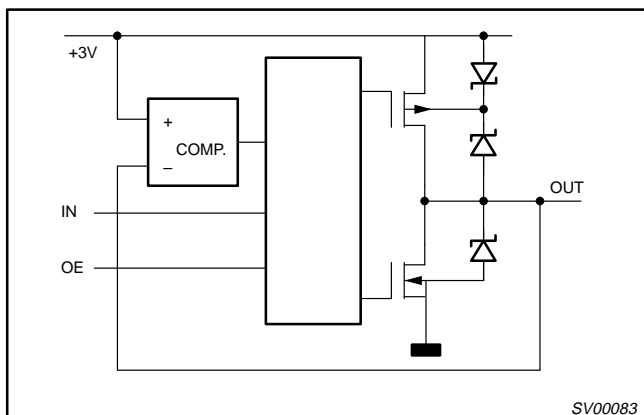 +3V
+
COMP.
–
OUT
IN
OE
SV00083